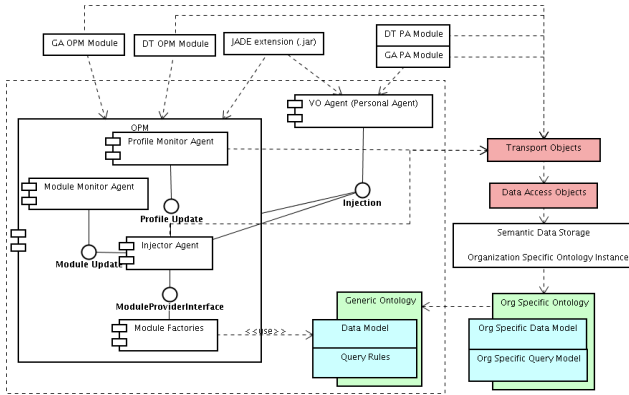 GA OPM Module
DT OPM Module
JADE extension (.jar)
DT PA Module
GA PA Module
VO Agent (Personal Agent)
OPM
Profile Monitor Agent
Transport Objects
Module Monitor Agent
Data Access Objects
Injection
Profile Update
Semantic Data Storage
Organization Specific Ontology Instance
Injector Agent
Module Update
ModuleProviderInterface
Generic Ontology
Org Specific Ontology
Module Factories
<<use>>
Data Model
Org Specific Data Model
Query Rules
Org Specific Query Model